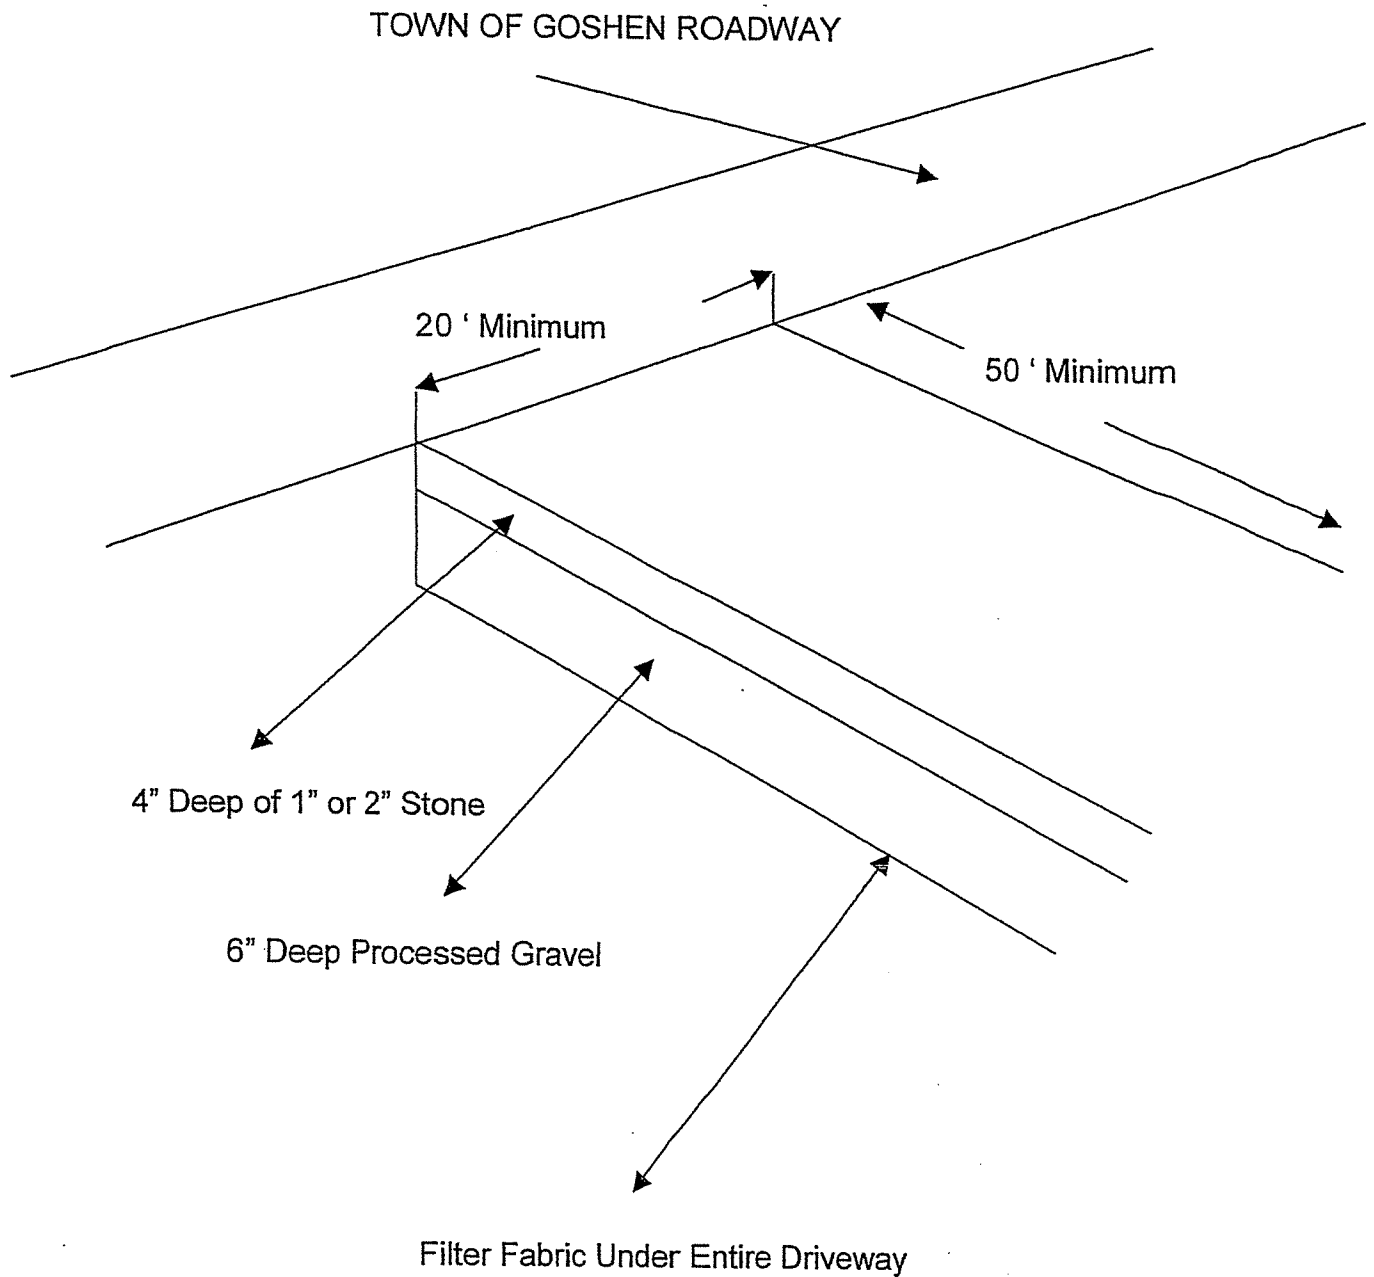 TOWN OF GOSHEN ROADWAY
20 ‘ Minimum
50 ‘ Minimum
4” Deep of 1” or 2” Stone
6” Deep Processed Gravel
Filter Fabric Under Entire Driveway